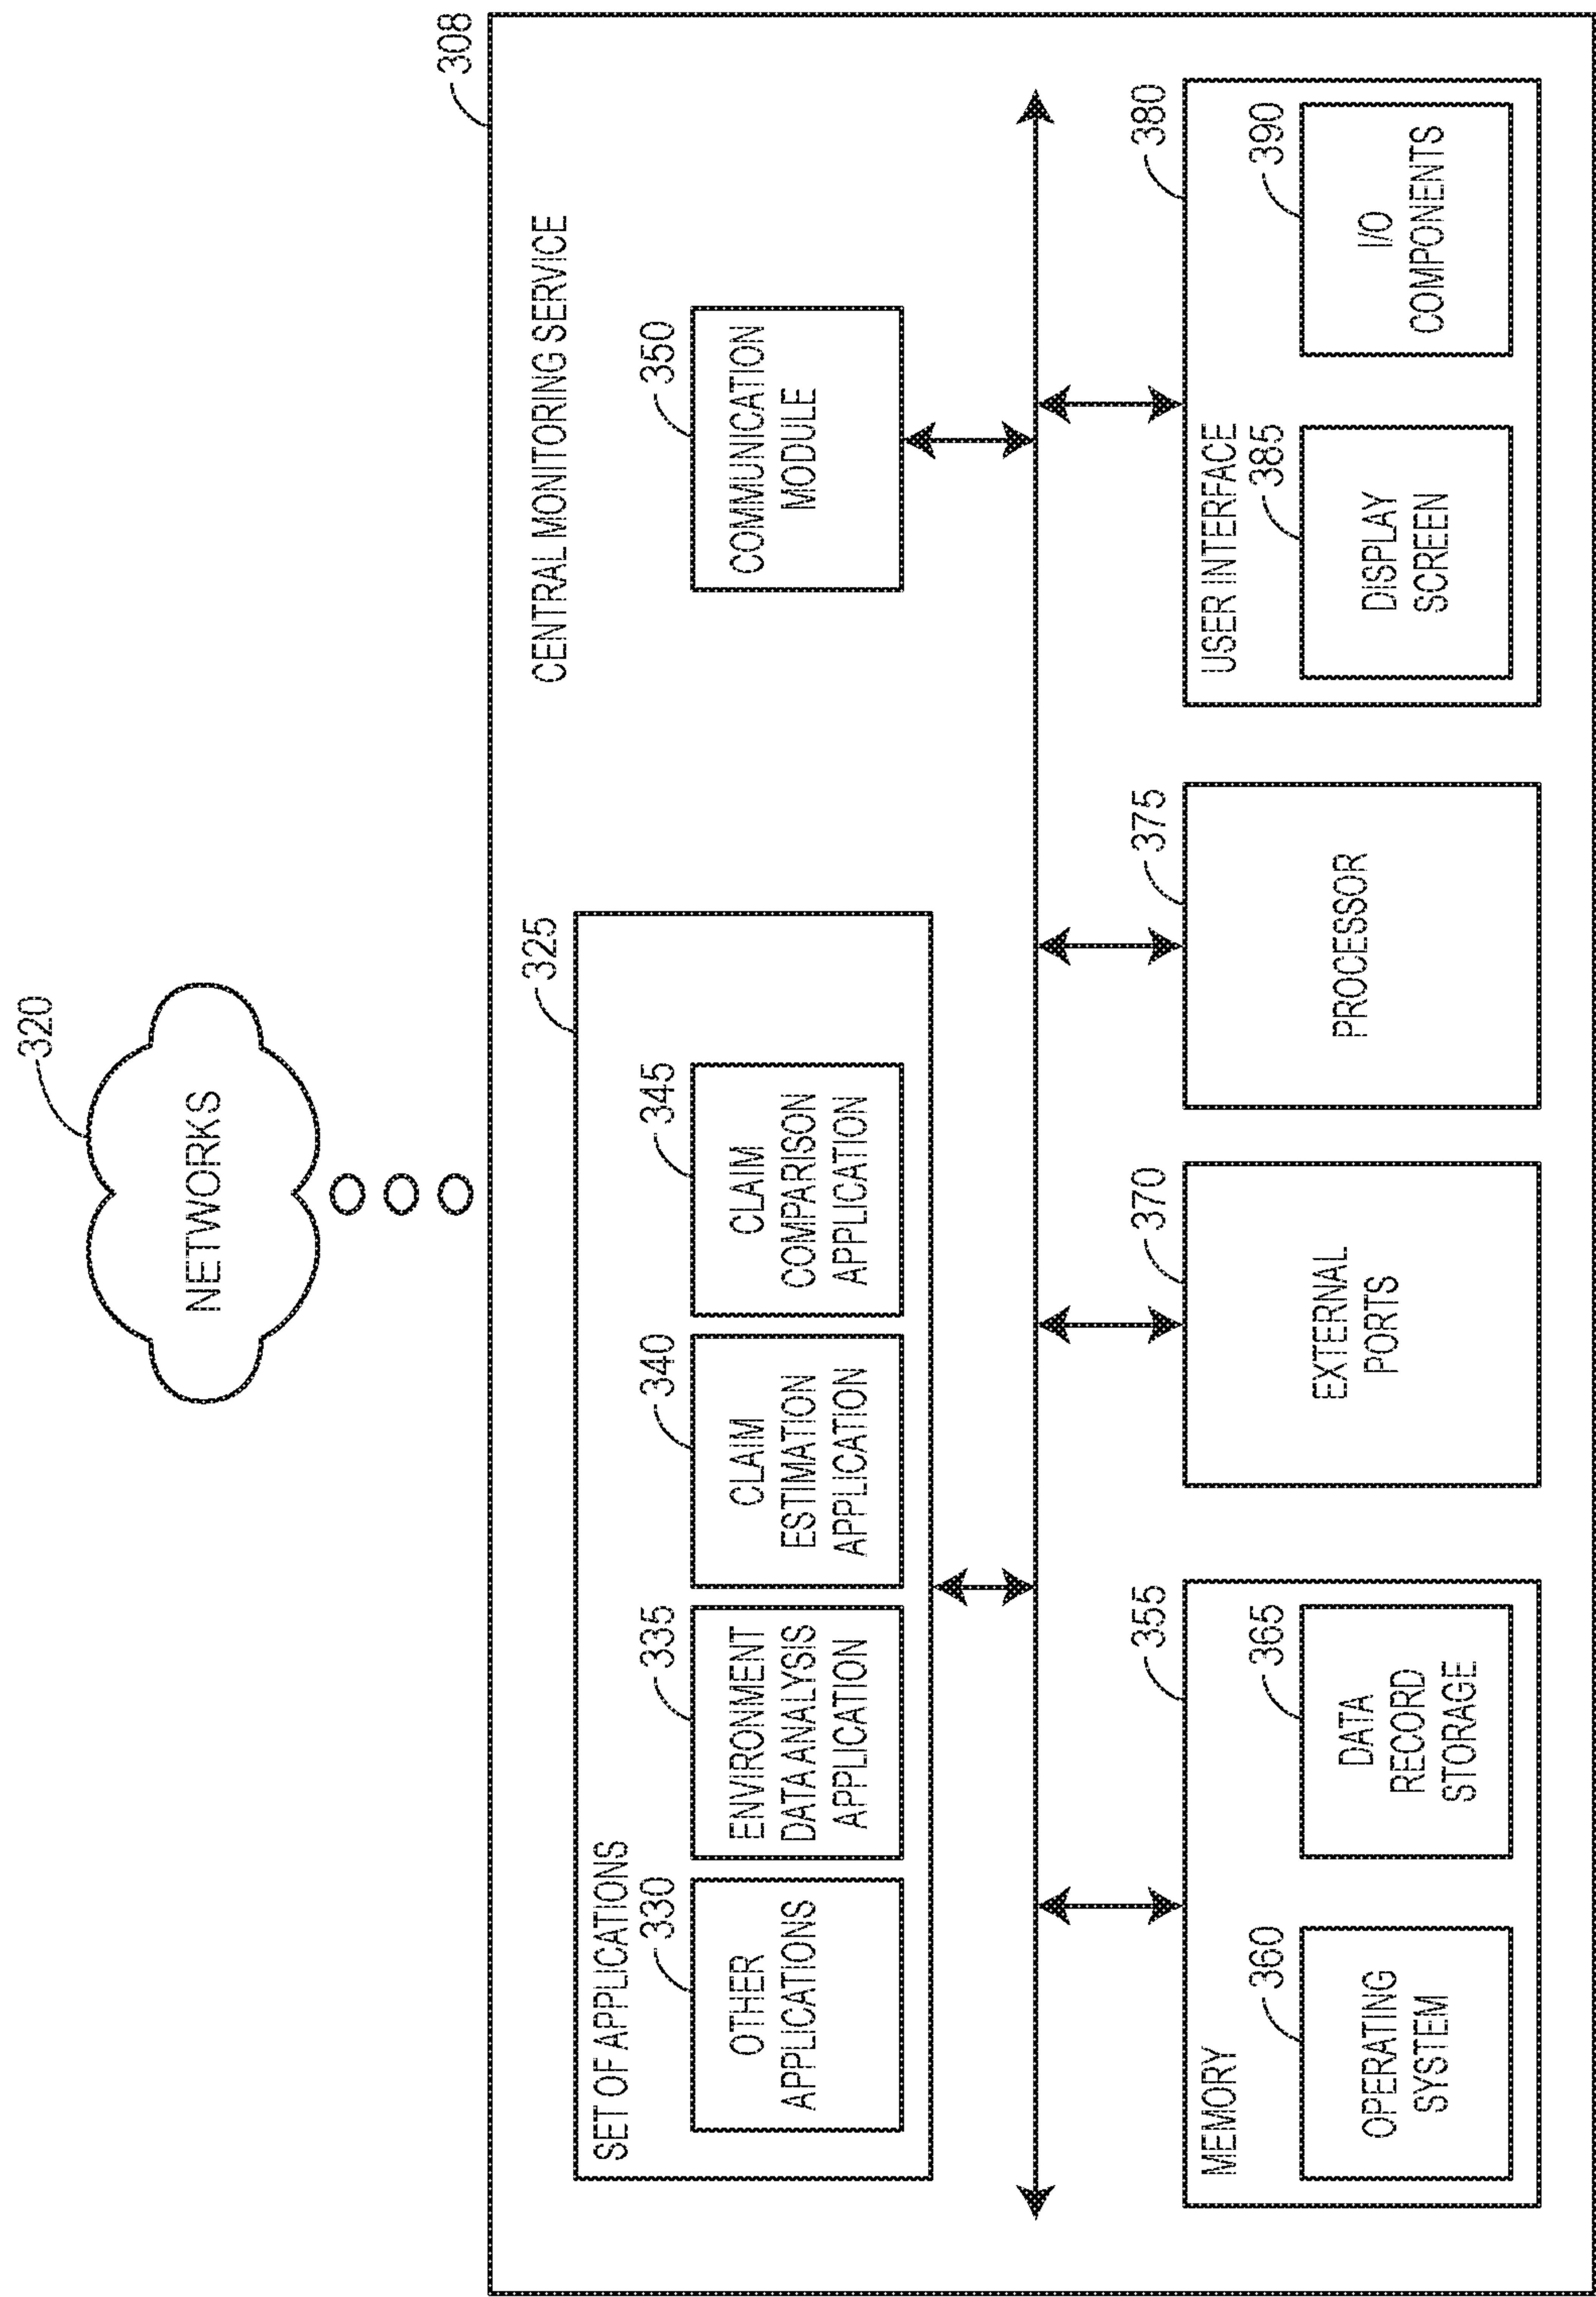 320
NETWORKS
308
CENTRAL MONITORING SERVICE
325
SET OF APPLICATIONS
330
OTHER
APPLICATIONS
335
ENVIRONMENT
DATA ANALYSIS
APPLICATION
340
CLAIM
ESTIMATION
APPLICATION
345
CLAIM
COMPARISON
APPLICATION
350
COMMUNICATION
MODULE
355
MEMORY
360
OPERATING
SYSTEM
365
DATA
RECORD
STORAGE
370
EXTERNAL
PORTS
375
PROCESSOR
380
USER INTERFACE
385
DISPLAY
SCREEN
390
I/O
COMPONENTS